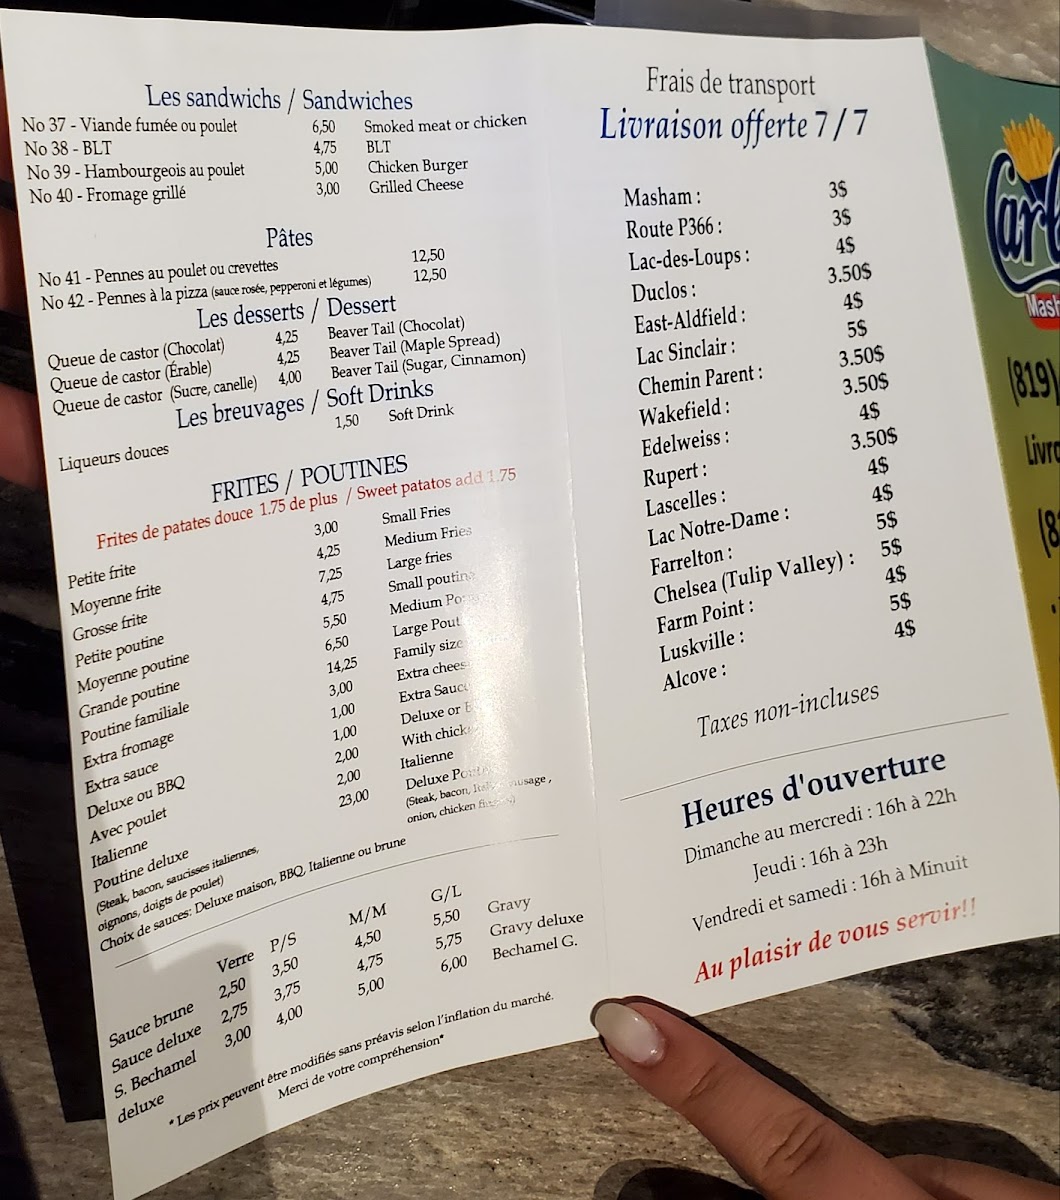 Les sandwichs / Sandwiches
No 37 - Viande fumée ou poulet 6,50 Smoked meat or chicken
No 38 - BLT 4,75 BLT
No 39 - Hambourgeois au poulet 5,00 Chicken Burger
No 40 - Fromage grillé 3,00 Grilled Cheese
Pâtes
No 41 - Pennes au poulet ou crevettes 12,50
No 42 - Pennes à la pizza (sauce rosée, pepperoni et légumes) 12,50
Les desserts / Dessert
Queue de castor (Chocolat) 4,25 Beaver Tail (Chocolat)
Queue de castor (Érable) 4,25 Beaver Tail (Maple Spread)
Queue de castor (Sucre, canelle) 4,00 Beaver Tail (Sugar, Cinnamon)
Les breuvages / Soft Drinks
Liqueurs douces 1,50 Soft Drink
FRITES / POUTINES
Frites de patates douce 1.75 de plus / Sweet patatos add 1.75
Petite frite 3,00 Small Fries
Moyenne frite 4,25 Medium Fries
Grosse frite 7,25 Large fries
Petite poutine 4,75 Small poutine
Moyenne poutine 5,50 Medium
Grande poutine 6,50 Large
Poutine familiale 14,25 Family size
Extra fromage 3,00 Extra
Extra sauce 1,00 Extra Sauce
Deluxe ou BBQ 1,00 Deluxe or
Avec poulet 2,00 With
Italienne 2,00 Italienne
Poutine deluxe 23,00 Deluxe
(Steak, bacon, saucisses italiennes, (Steak, bacon, sausage ,
oignons, doigts de poulet) onion, chicken
Choix de sauces: Deluxe maison, BBQ, Italienne ou brune
Verre P/S M/M G/L
Sauce brune 2,50 3,50 4,50 5,50 Gravy
Sauce deluxe 2,75 3,75 4,75 5,75 Gravy deluxe
S. Bechamel 3,00 4,00 5,00 6,00 Bechamel G.
deluxe
* Les prix peuvent être modifiés sans préavis selon l'inflation du marché.
Merci de votre compréhension*
Frais de transport
Livraison offerte 7 / 7
Masham : 3$
Route P366 : 3$
Lac-des-Loups : 4$
Duclos : 3.50$
East-Aldfield : 4$
Lac Sinclair : 5$
Chemin Parent : 3.50$
Wakefield : 3.50$
Edelweiss : 4$
Rupert : 3.50$
Lascelles : 4$
Lac Notre-Dame : 4$
Farrelton : 5$
Chelsea (Tulip Valley) : 5$
Farm Point : 4$
Luskville : 5$
Alcove : 4$
Taxes non-incluses
Heures d'ouverture
Dimanche au mercredi : 16h à 22h
Jeudi : 16h à 23h
Vendredi et samedi : 16h à Minuit
Au plaisir de vous servir!!
(819)